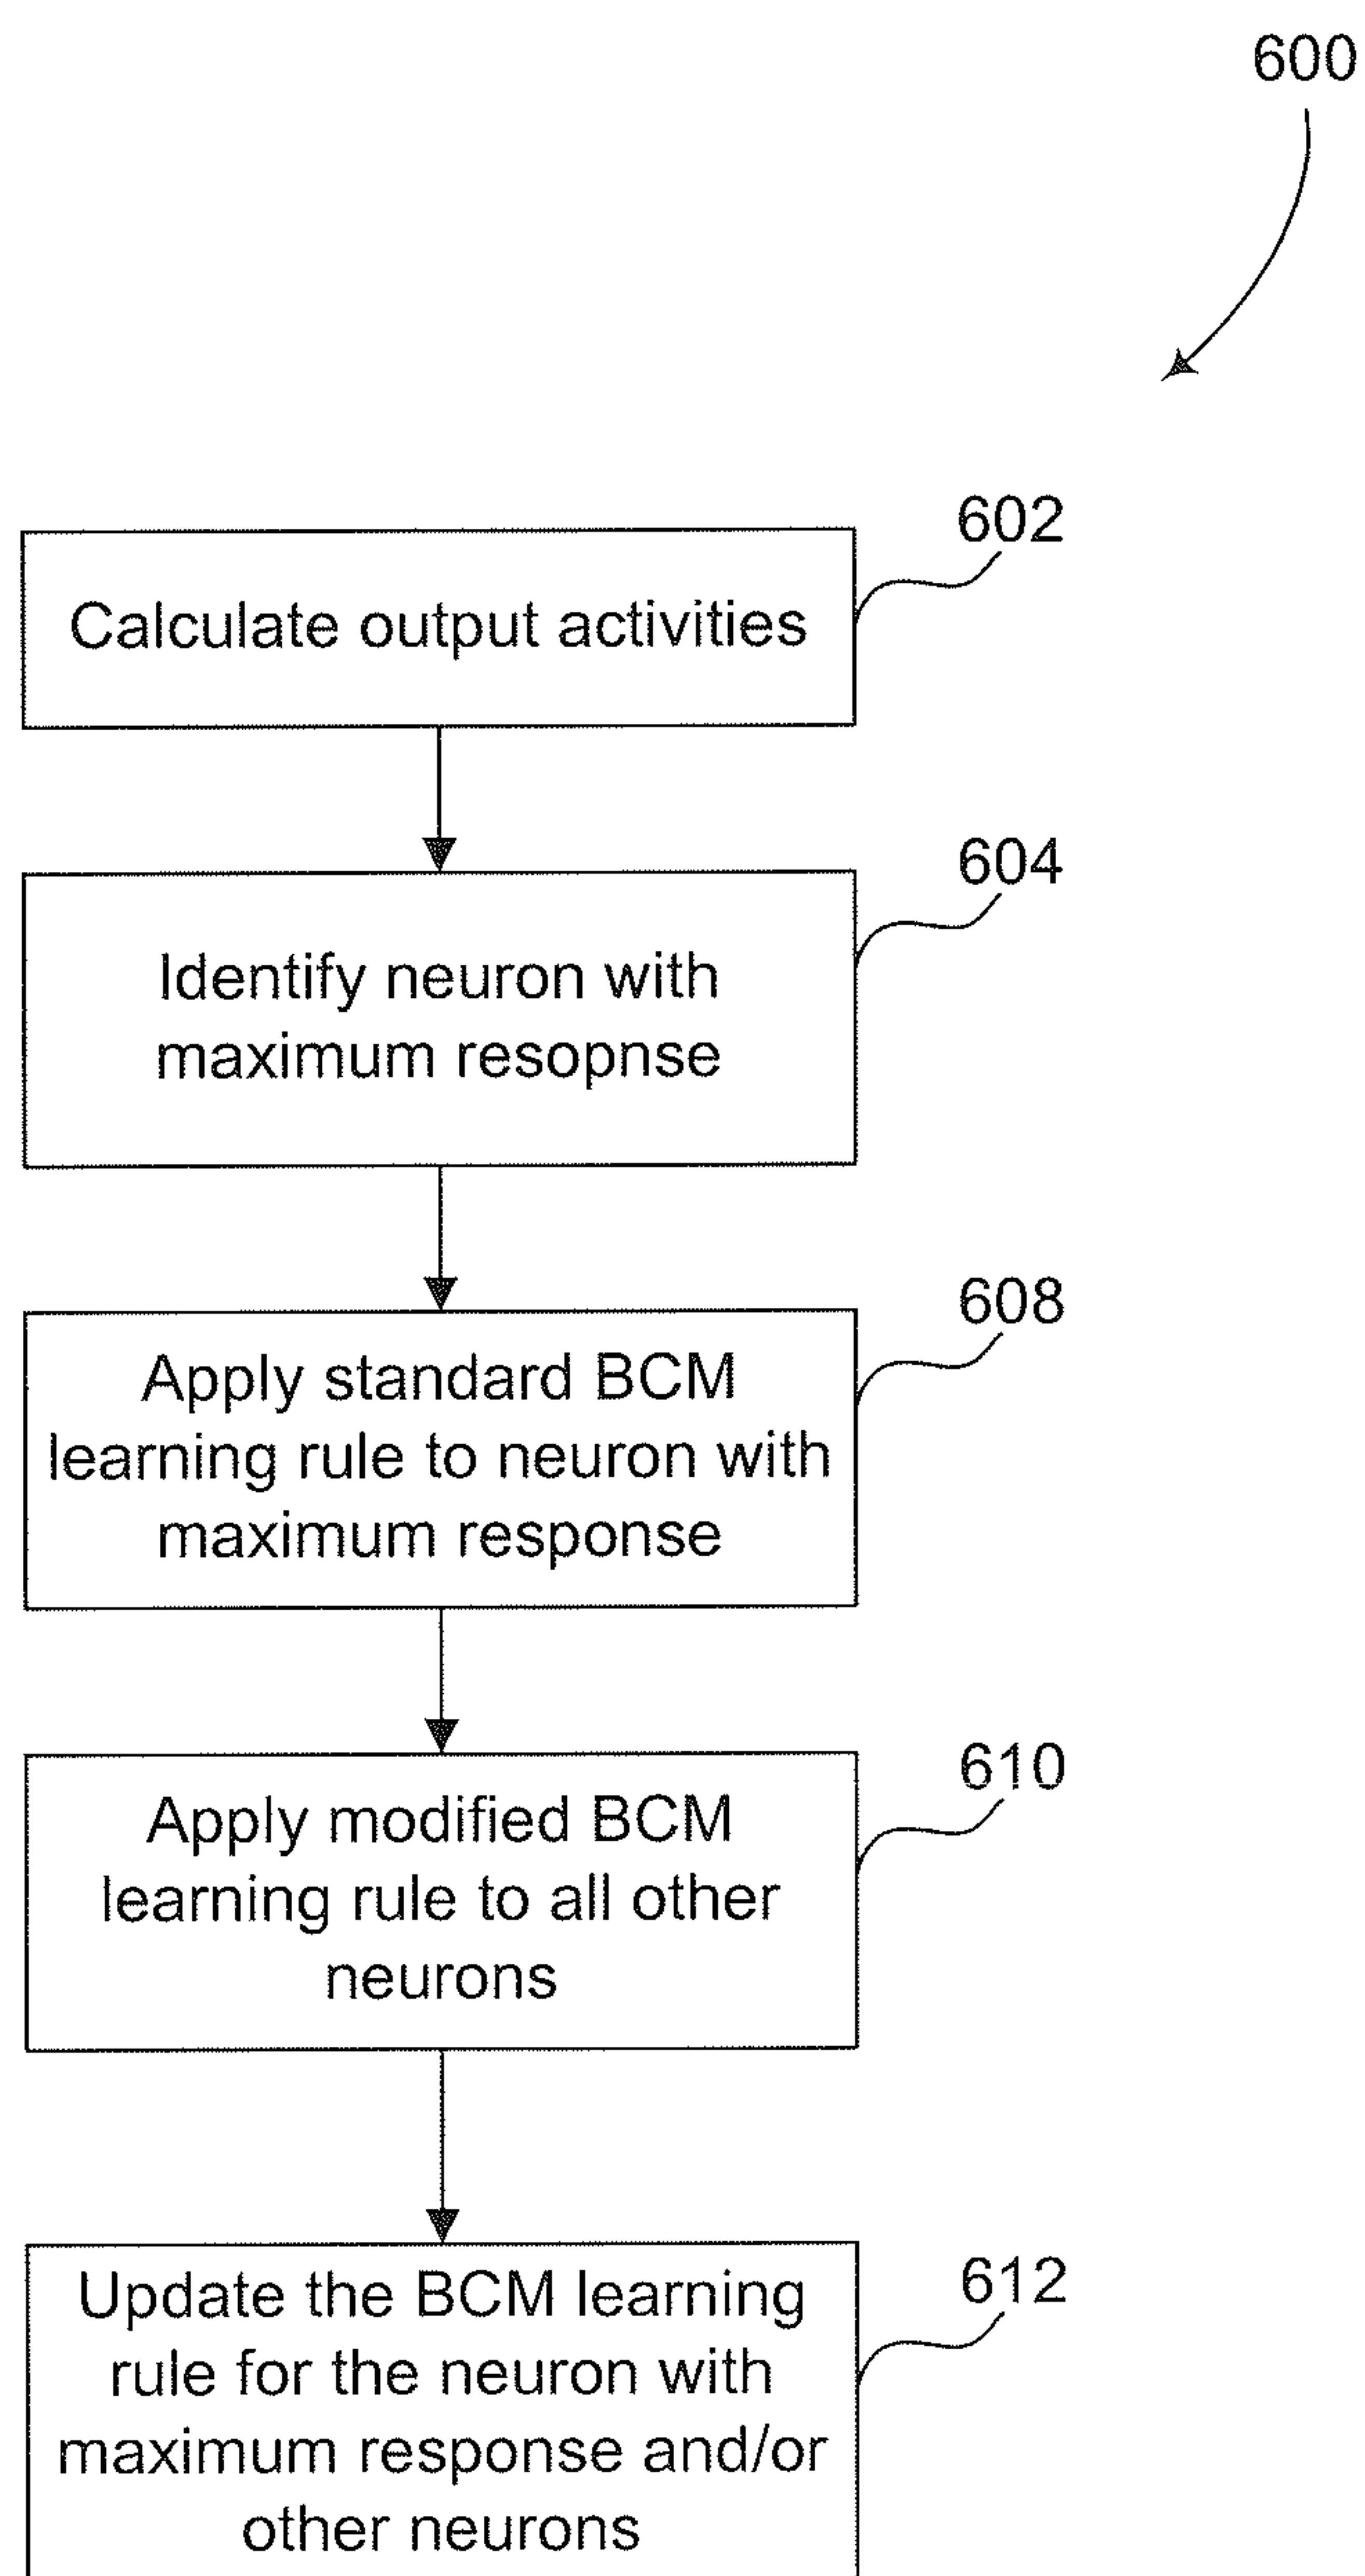 600
602
Calculate output activities
604
Identify neuron with
maximum resopnse
608
Apply standard BCM
learning rule to neuron with
maximum response
610
Apply modified BCM
learning rule to all other
neurons
612
Update the BCM learning
rule for the neuron with
maximum response and/or
other neurons